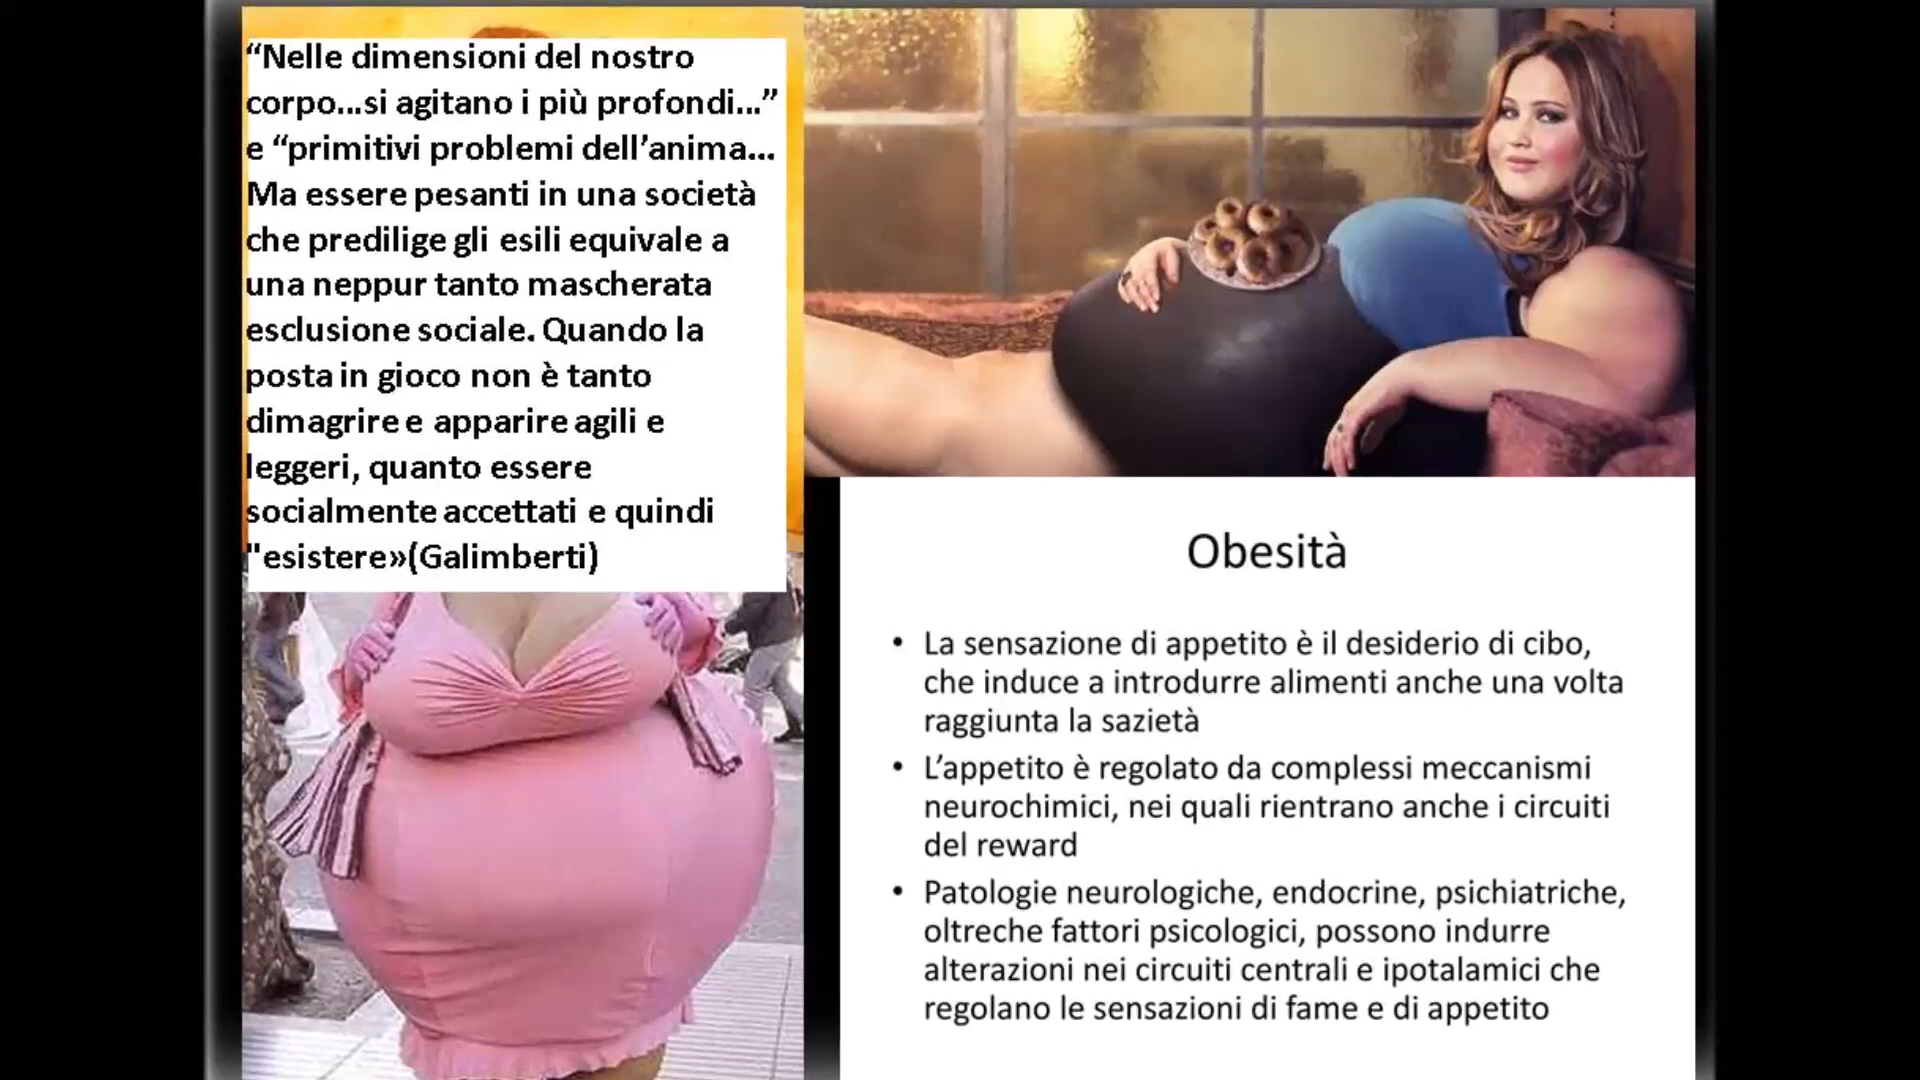 “Nelle dimensioni del nostro
corpo...si agitano i più profondi...”
e “primitivi problemi dell’anima...
Ma essere pesanti in una società
che predilige gli esili equivale a
una neppur tanto mascherata
esclusione sociale. Quando la
posta in gioco non è tanto
dimagrire e apparire agili e
leggeri, quanto essere
socialmente accettati e quindi
"esistere»(Galimberti)
Obesità
• La sensazione di appetito è il desiderio di cibo,
che induce a introdurre alimenti anche una volta
raggiunta la sazietà
• L’appetito è regolato da complessi meccanismi
neurochimici, nei quali rientrano anche i circuiti
del reward
• Patologie neurologiche, endocrine, psichiatriche,
oltreche fattori psicologici, possono indurre
alterazioni nei circuiti centrali e ipotalamici che
regolano le sensazioni di fame e di appetito